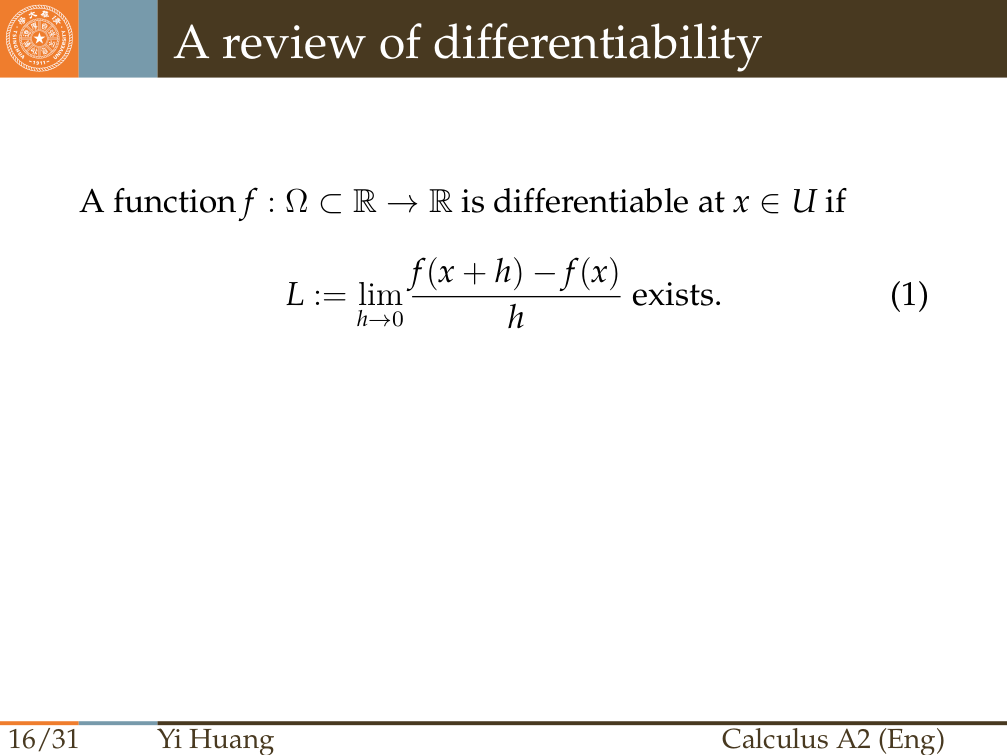 A review of differentiability
A function f : Ω ⊂ ℝ → ℝ is differentiable at x ∈ U if
L := lim_{h→0} \frac{f(x + h) − f(x)}{h} exists. (1)
16/31 Yi Huang Calculus A2 (Eng)